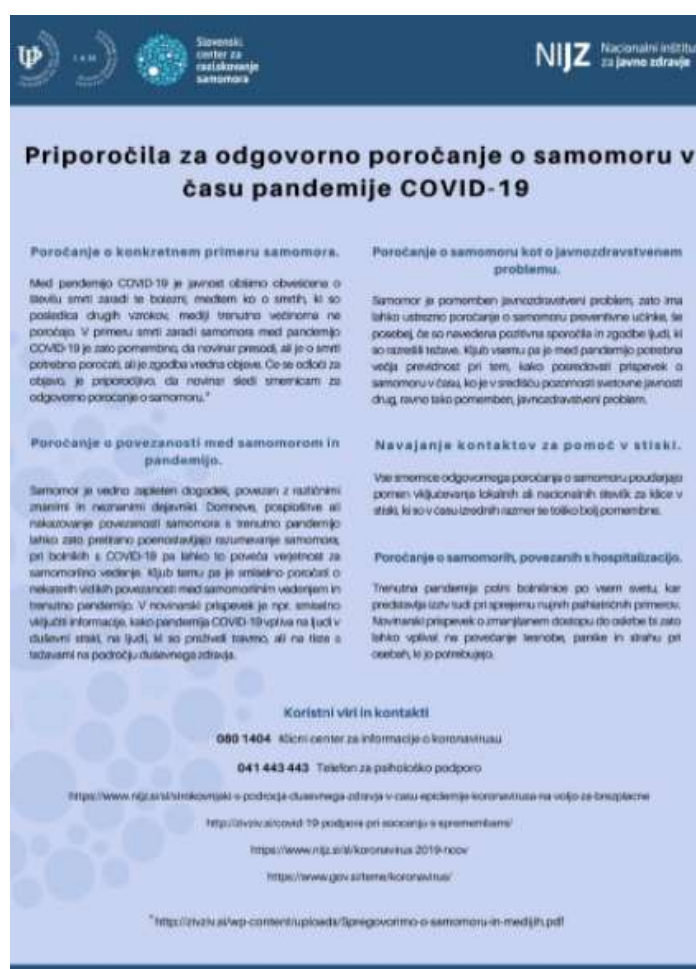 UP
IAM
Slovenski
center za
raziskovanje
samomora
NIJZ Nacionalni inštitu
za javno zdravje
Priporočila za odgovorno poročanje o samomoru v
času pandemije COVID-19
Poročanje o konkretnem primeru samomora.
Med pandemijo COVID-19 je javnost obširno obveščena o
številu smrti zaradi te bolezni, medtem ko o smrtih, ki so
posledica drugih vzrokov, mediji trenutno večinoma ne
poročajo. V primeru smrti zaradi samomora med pandemijo
COVID-19 je zato pomembno, da novinar presodi, ali je o smrti
potrebno poročati, ali je zgodba vredna objave. Če se odloči za
objavo, je priporočljivo, da novinar sledi smernicam za
odgovorno poročanje o samomoru.*
Poročanje o povezanosti med samomorom in
pandemijo.
Samomor je vedno zapleten dogodek, povezan z različnimi
znanimi in neznanimi dejavniki. Domneve, posplošitve ali
nakazovanje povezanosti samomora s trenutno pandemijo
lahko zato pretirano poenostavljajo razumevanje samomora,
pri bolnikih s COVID-19 pa lahko to poveča verjetnost za
samomorilno vedenje. Kljub temu pa je smiselno poročati o
nekaterih vidikih povezanosti med samomorilnim vedenjem in
trenutno pandemijo. V novinarski prispevek je npr. smiselno
vključiti informacije, kako pandemija COVID-19 vpliva na ljudi v
duševni stiski, na ljudi, ki so preživeli travmo, ali na tiste s
težavami na področju duševnega zdravja.
Poročanje o samomoru kot o javnozdravstvenem
problemu.
Samomor je pomemben javnozdravstveni problem, zato ima
lahko ustrezno poročanje o samomoru preventivne učinke, še
posebej, če so navedena pozitivna sporočila in zgodbe ljudi, ki
so razrešili težave. Kljub vsemu pa je med pandemijo potrebna
večja previdnost pri tem, kako posredovati prispevek o
samomoru v času, ko je v središču pozornosti svetovne javnosti
drug, ravno tako pomemben, javnozdravstveni problem.
Navajanje kontaktov za pomoč v stiski.
Vse smernice odgovornega poročanja o samomoru poudarjajo
pomen vključevanja lokalnih ali nacionalnih številk za klice v
stiski, ki so v času izrednih razmer še toliko bolj pomembne.
Poročanje o samomorih, povezanih s hospitalizacijo.
Trenutna pandemija polni bolnišnice po vsem svetu, kar
predstavlja izziv tudi pri sprejemu nujnih psihiatričnih primerov.
Novinarski prispevek o zmanjšanem dostopu do oskrbe bi zato
lahko vplival na povečanje tesnobe, panike in strahu pri
osebah, ki jo potrebujejo.
Koristni viri in kontakti
080 1404 Klicni center za informacije o koronavirusu
041 443 443 Telefon za psihološko podporo
https://www.nijz.si/sl/strokovnjaki-s-podrocja-dusevnega-zdravja-v-casu-epidemije-koronavirusa-na-voljo-za-brezplacne
http://zivziv.si/covid-19-podpora-pri-soocanju-s-spremembami/
https://www.nijz.si/sl/koronavirus-2019-ncov
https://www.gov.si/teme/koronavirus/
*http://zivziv.si/wp-content/uploads/Spregovorimo-o-samomoru-in-medijih.pdf